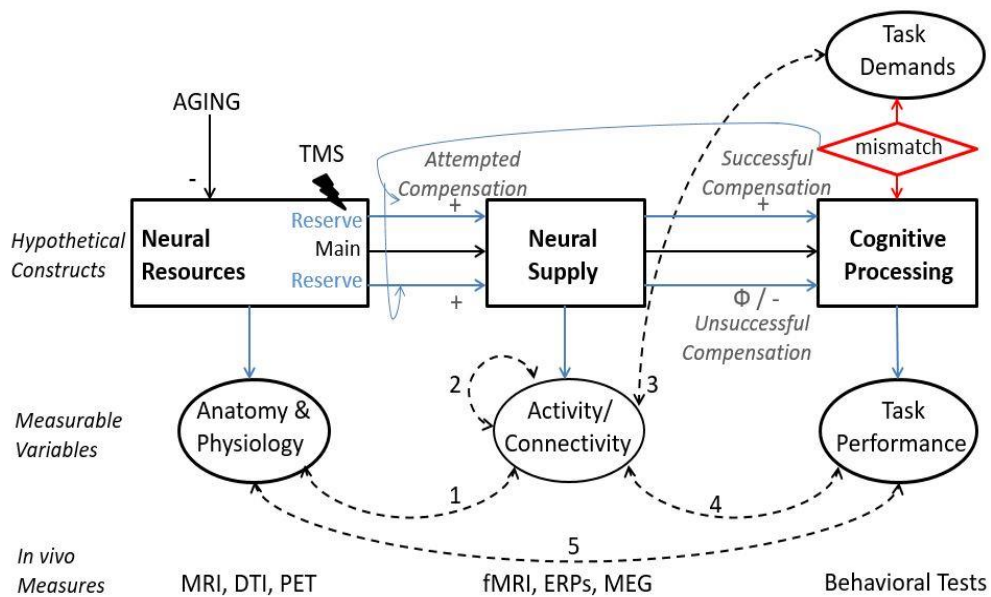 Task
Demands
AGING
mismatch
TMS
Attempted
Compensation
Successful
Compensation
-
+
+
Hypothetical
Constructs
Neural
Resources
Reserve
Main
Reserve
Neural
Supply
Cognitive
Processing
+
Φ / -
Unsuccessful
Compensation
2
3
Measurable
Variables
Anatomy &
Physiology
Activity/
Connectivity
Task
Performance
1
4
5
In vivo
Measures
MRI, DTI, PET
fMRI, ERPs, MEG
Behavioral Tests